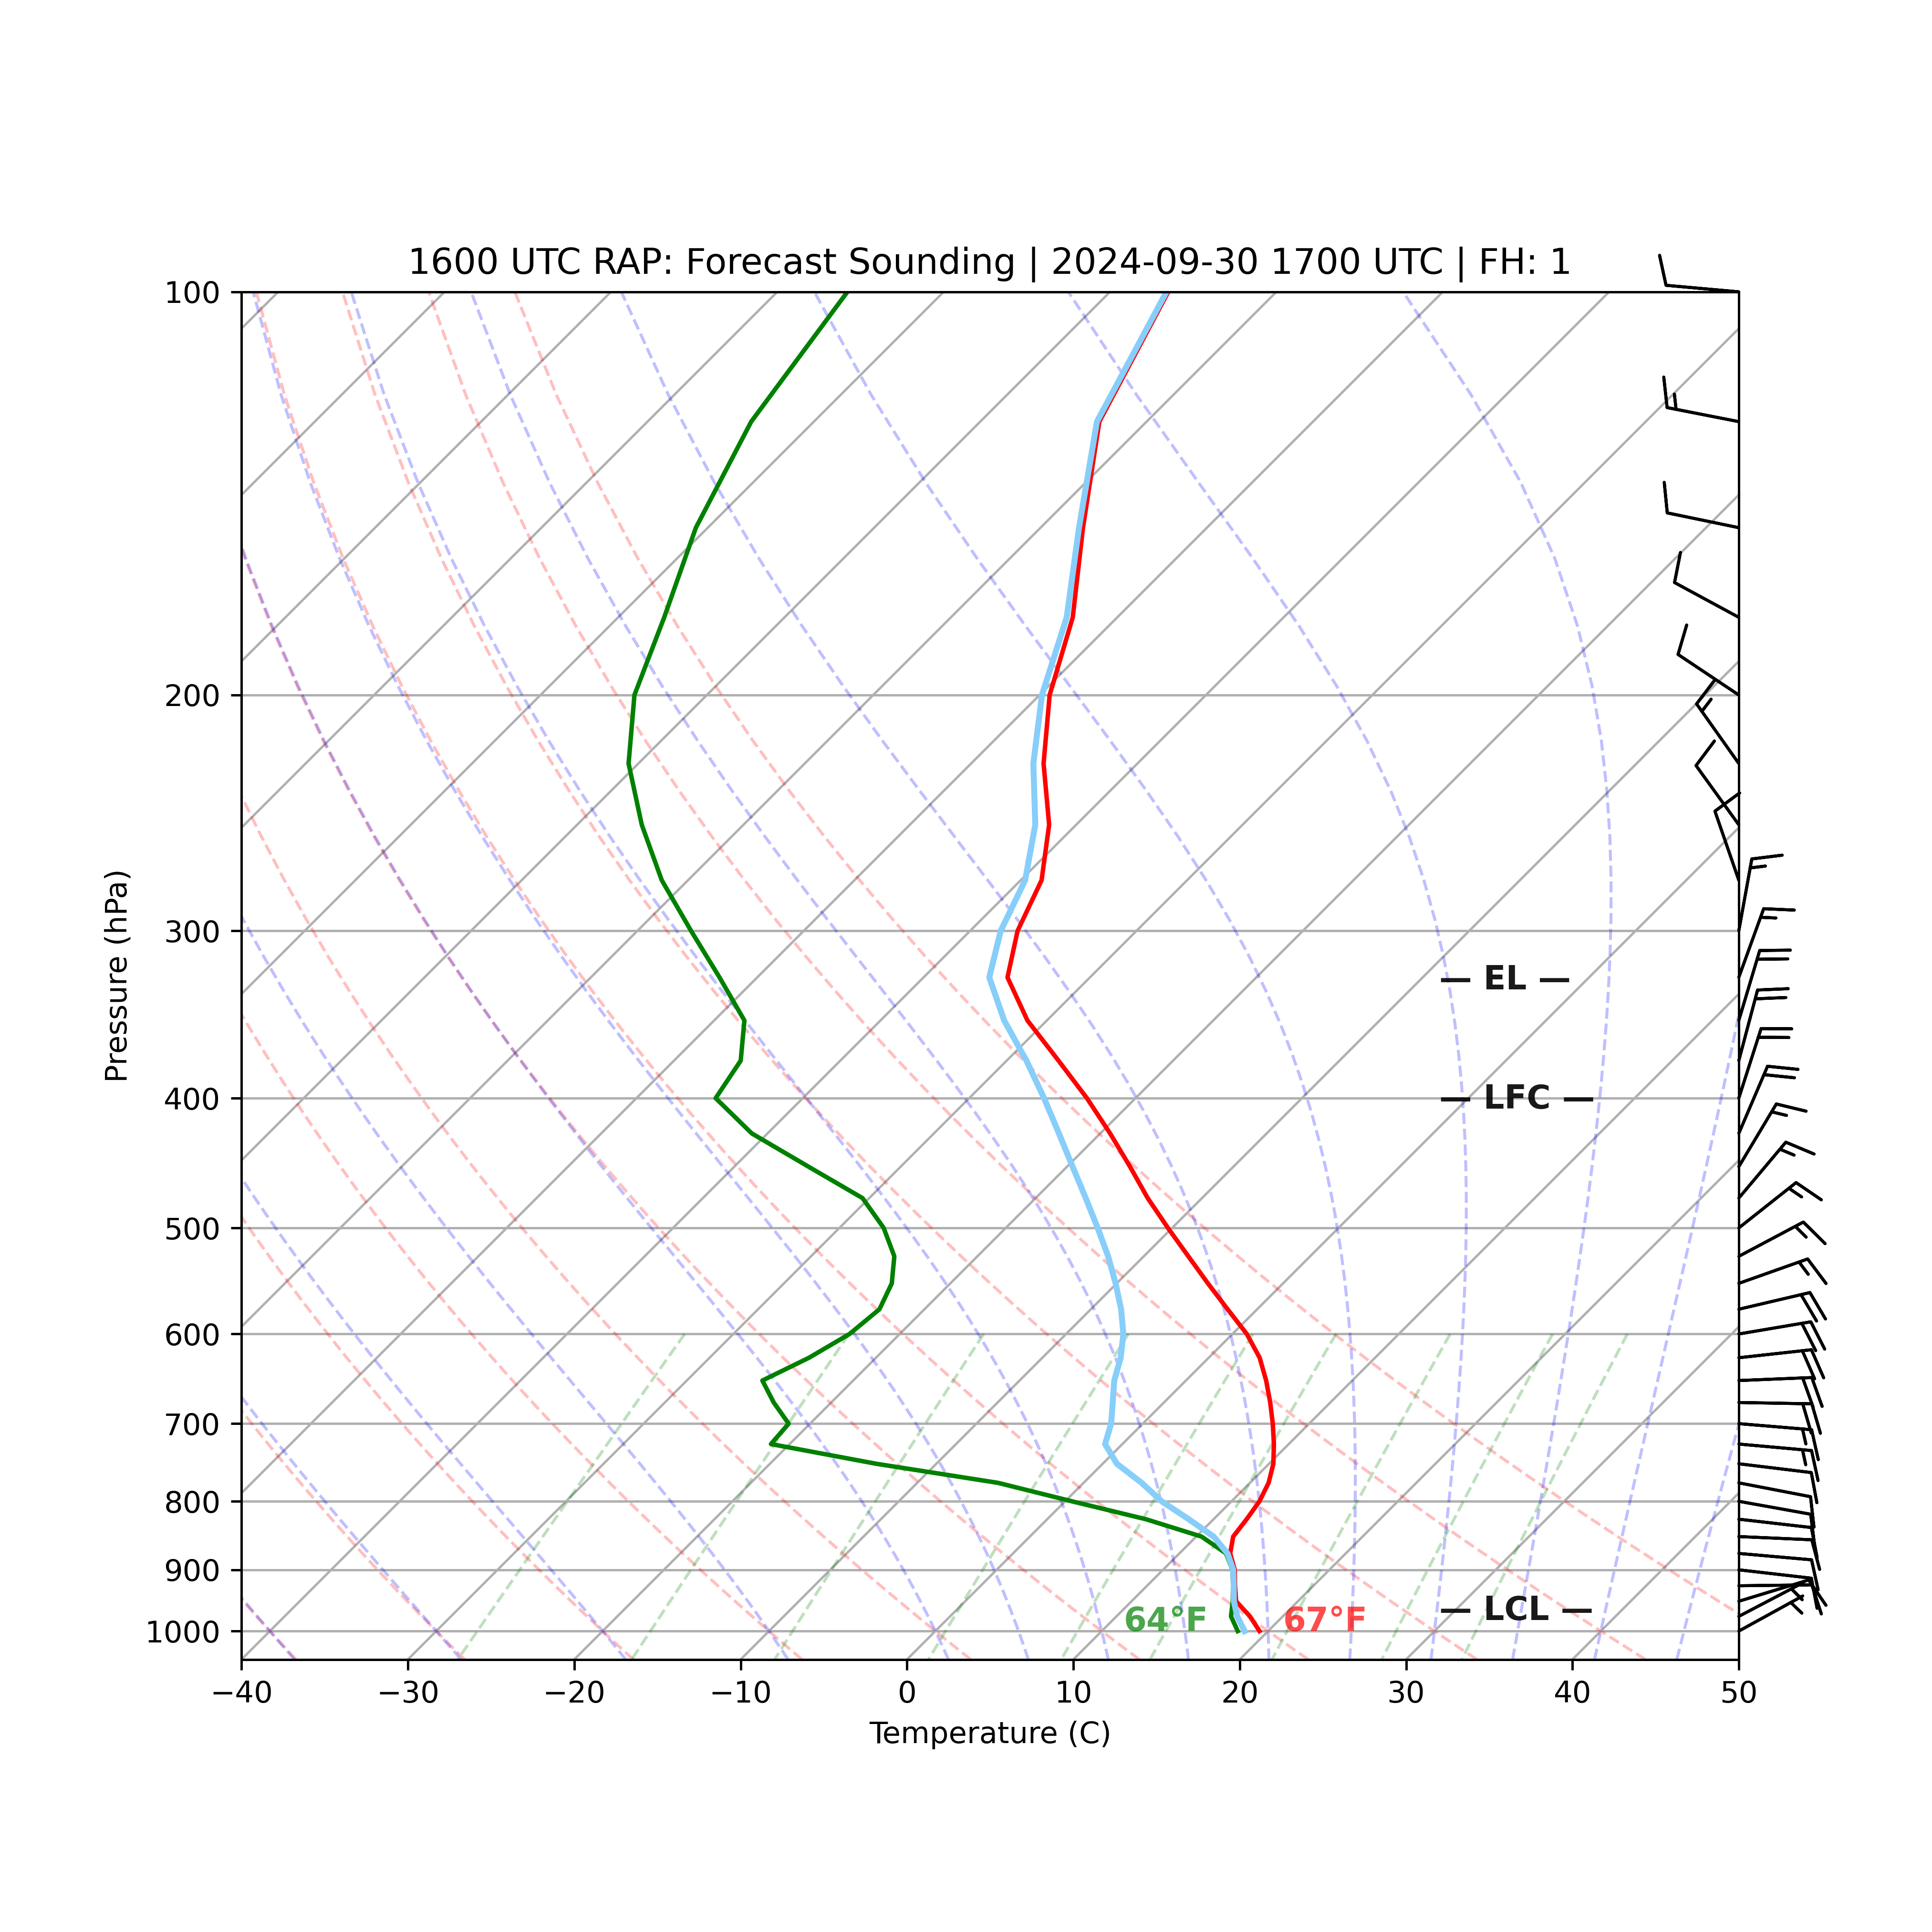 1600 UTC RAP: Forecast Sounding | 2024-09-30 1700 UTC | FH: 1
100
200
300
400
500
600
700
800
900
1000
Pressure (hPa)
— EL —
— LFC —
— LCL —
64°F
67°F
−40 −30 −20 −10 0 10 20 30 40 50
Temperature (C)